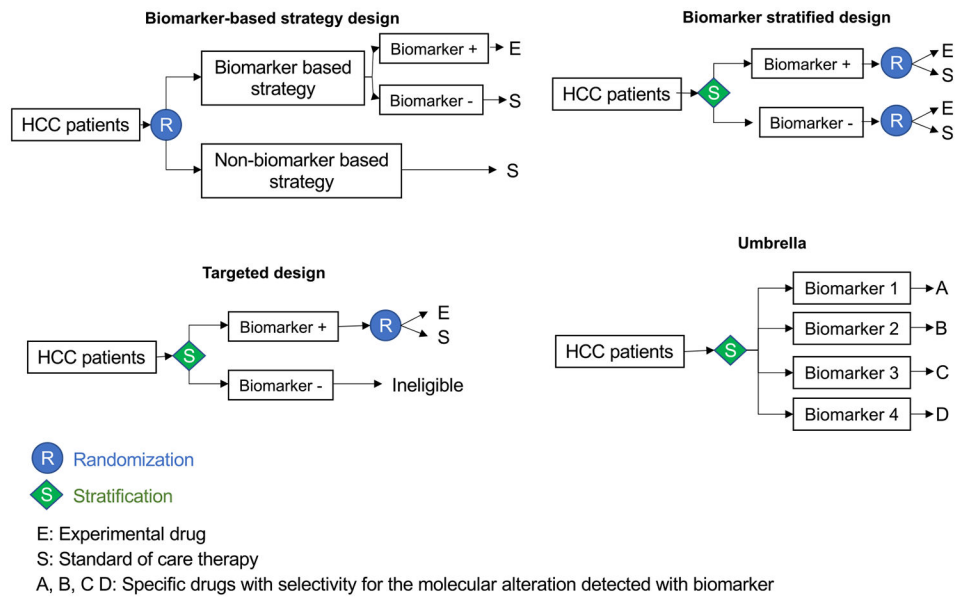 Biomarker-based strategy design
HCC patients
R
Biomarker based
strategy
Biomarker +
E
Biomarker -
S
Non-biomarker based
strategy
S
Biomarker stratified design
HCC patients
S
Biomarker +
R
E
S
Biomarker -
R
E
S
Targeted design
HCC patients
S
Biomarker +
R
E
S
Biomarker -
Ineligible
Umbrella
HCC patients
S
Biomarker 1
A
Biomarker 2
B
Biomarker 3
C
Biomarker 4
D
R Randomization
S Stratification
E: Experimental drug
S: Standard of care therapy
A, B, C D: Specific drugs with selectivity for the molecular alteration detected with biomarker